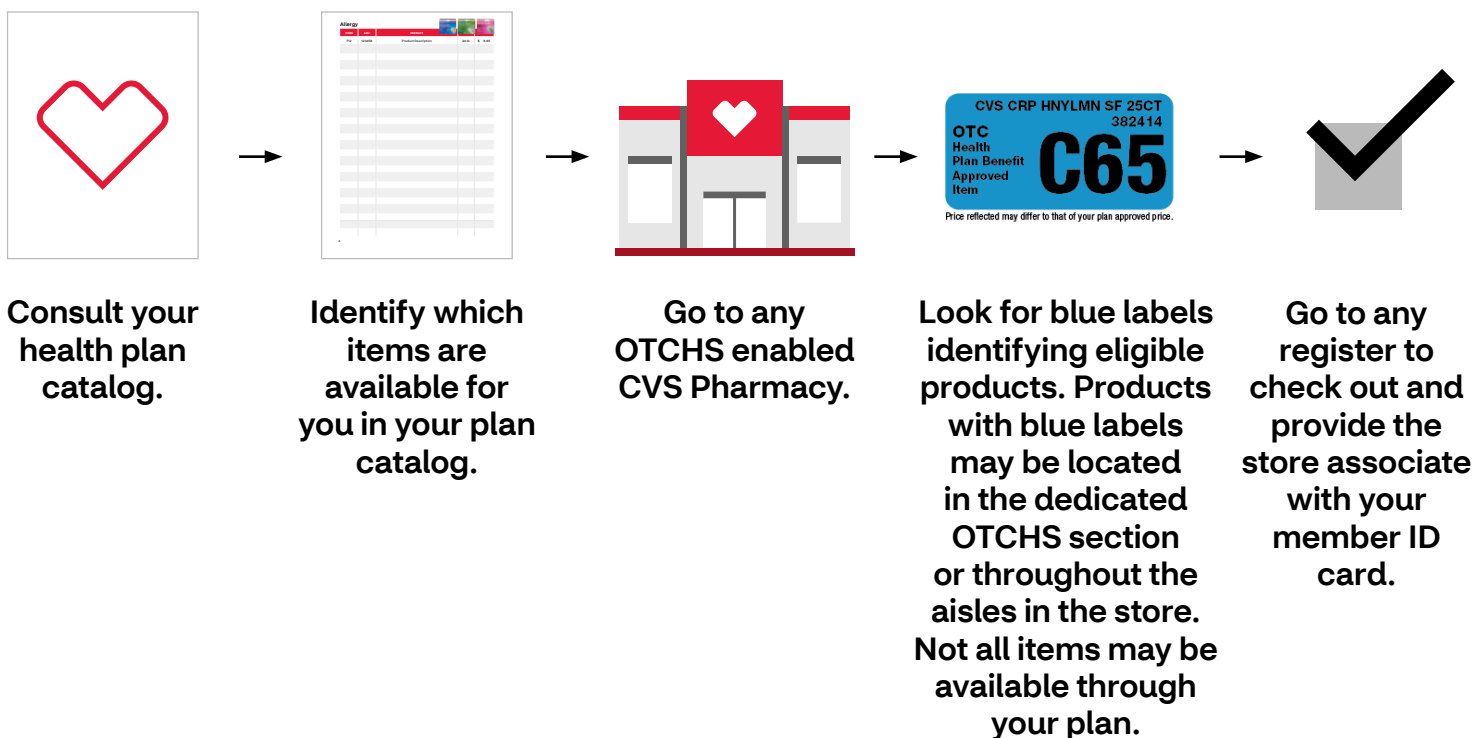 Consult your
health plan
catalog.
Allergy
Product Description
Identify which
items are
available for
you in your plan
catalog.
Go to any
OTCHS enabled
CVS Pharmacy.
CVS CRP HNYLMN SF 25CT
382414
OTC
Health
Plan Benefit
Approved
Item
C65
Price reflected may differ to that of your plan approved price.
Look for blue labels
identifying eligible
products. Products
with blue labels
may be located
in the dedicated
OTCHS section
or throughout the
aisles in the store.
Not all items may be
available through
your plan.
Go to any
register to
check out and
provide the
store associate
with your
member ID
card.